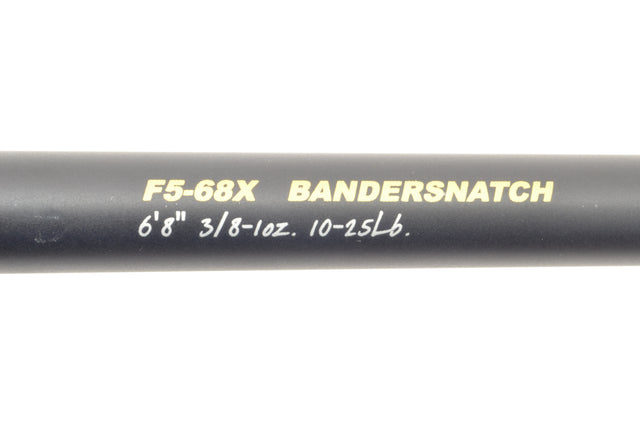 F5-68X BANDERSNATCH
6'8" 3/8-1oz. 10-25Lb.